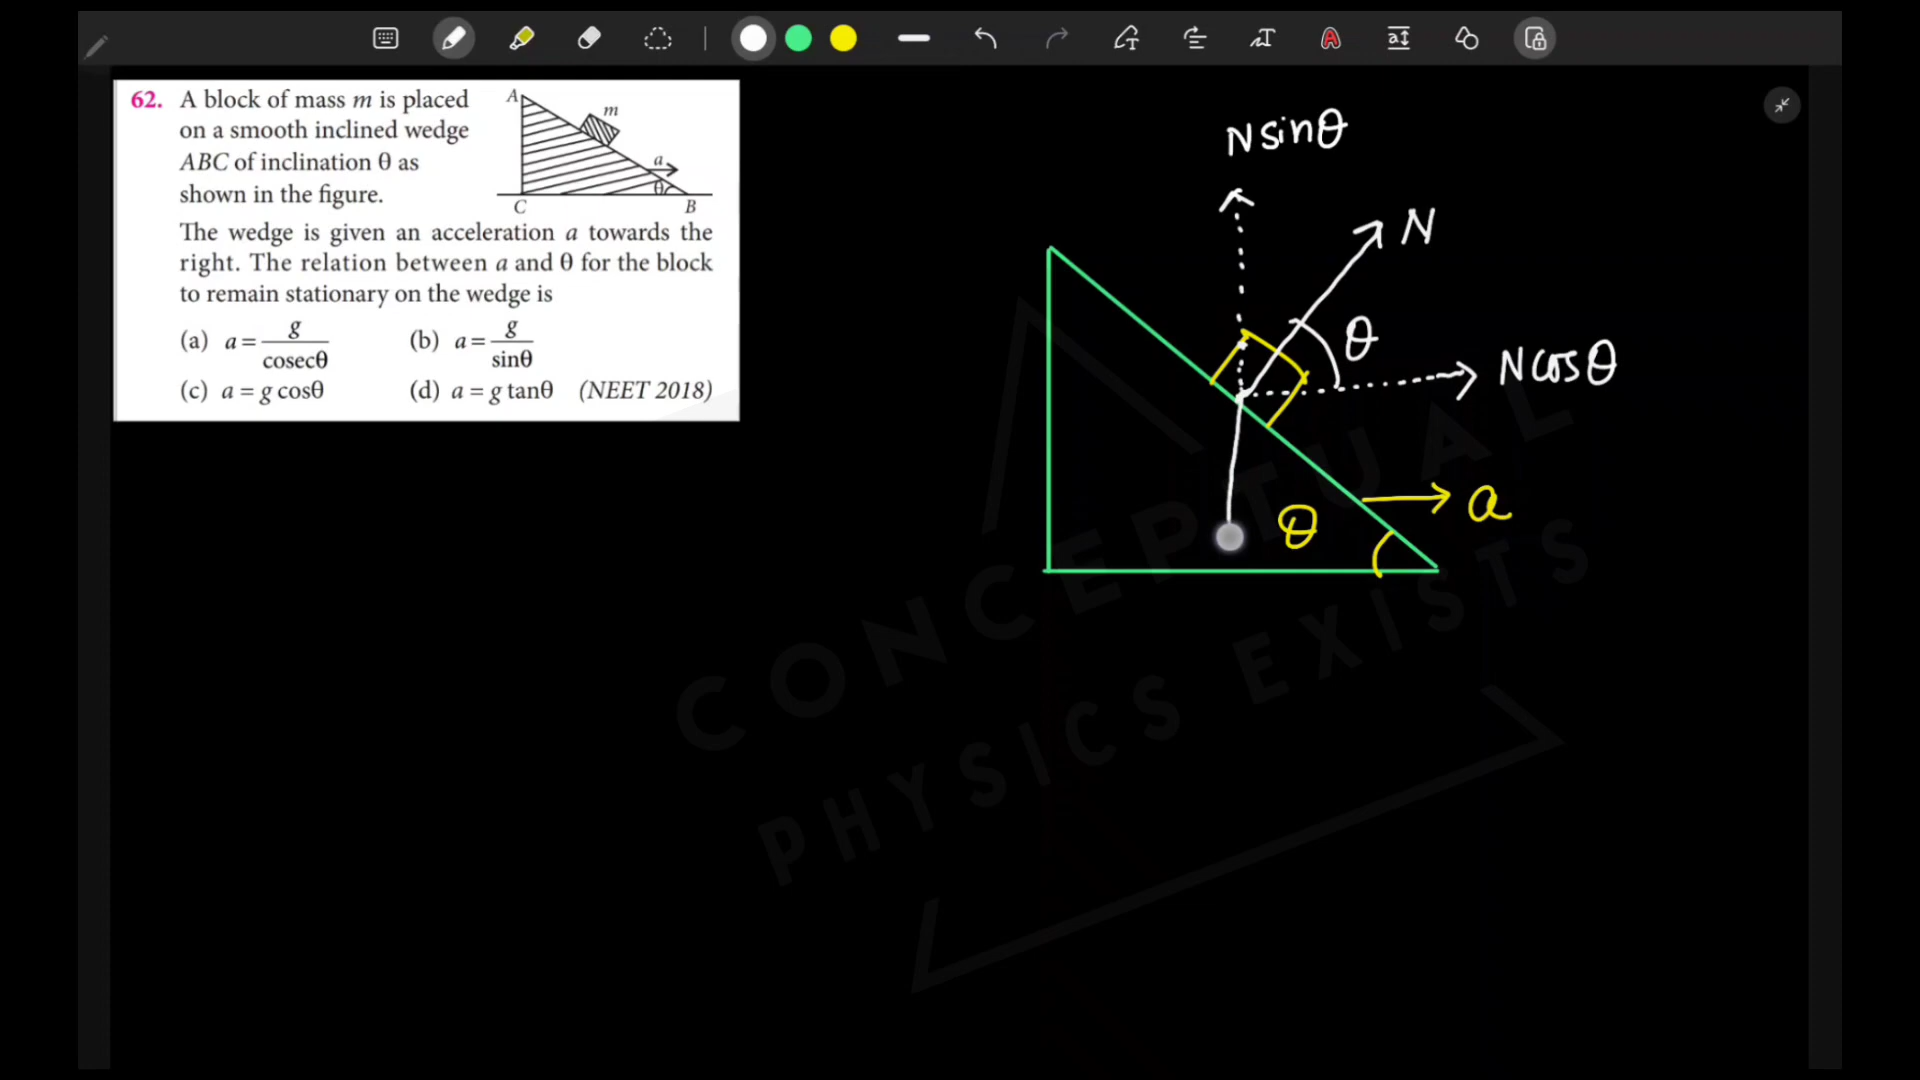 62. A block of mass m is placed
on a smooth inclined wedge
ABC of inclination θ as
shown in the figure.
A
m
a
θ
C
B
The wedge is given an acceleration a towards the
right. The relation between a and θ for the block
to remain stationary on the wedge is
(a) a = g/cosecθ (b) a = g/sinθ
(c) a = g cosθ (d) a = g tanθ (NEET 2018)
N sinθ
N
θ
N cosθ
a
θ
CONCEPTUAL
PHYSICS EXISTS